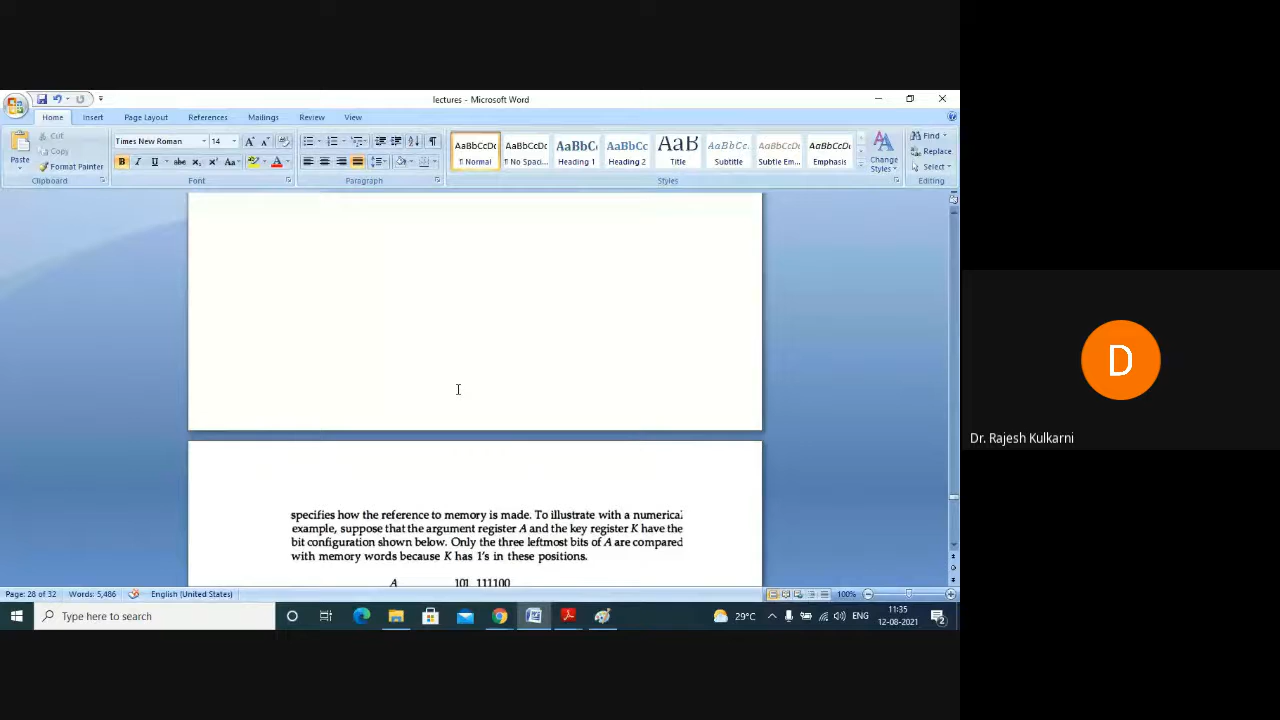 lectures - Microsoft Word
Home Insert Page Layout References Mailings Review View
Paste
Cut
Copy
Format Painter
Clipboard
Times New Roman 14
Font
Paragraph
AaBbCcDc AaBbCcDc AaBbC AaBbCc AaB AaBbCc. AaBbCcDc AaBbCcDc
¶ Normal ¶ No Spaci... Heading 1 Heading 2 Title Subtitle Subtle Em... Emphasis
Change Styles
Styles
Find
Replace
Select
Editing
specifies how the reference to memory is made. To illustrate with a numerical
example, suppose that the argument register A and the key register K have the
bit configuration shown below. Only the three leftmost bits of A are compared
with memory words because K has 1's in these positions.
A 101 111100
Page: 28 of 32 Words: 5,486 English (United States) 100%
Type here to search
29°C ENG 11:35
12-08-2021
2
D
Dr. Rajesh Kulkarni